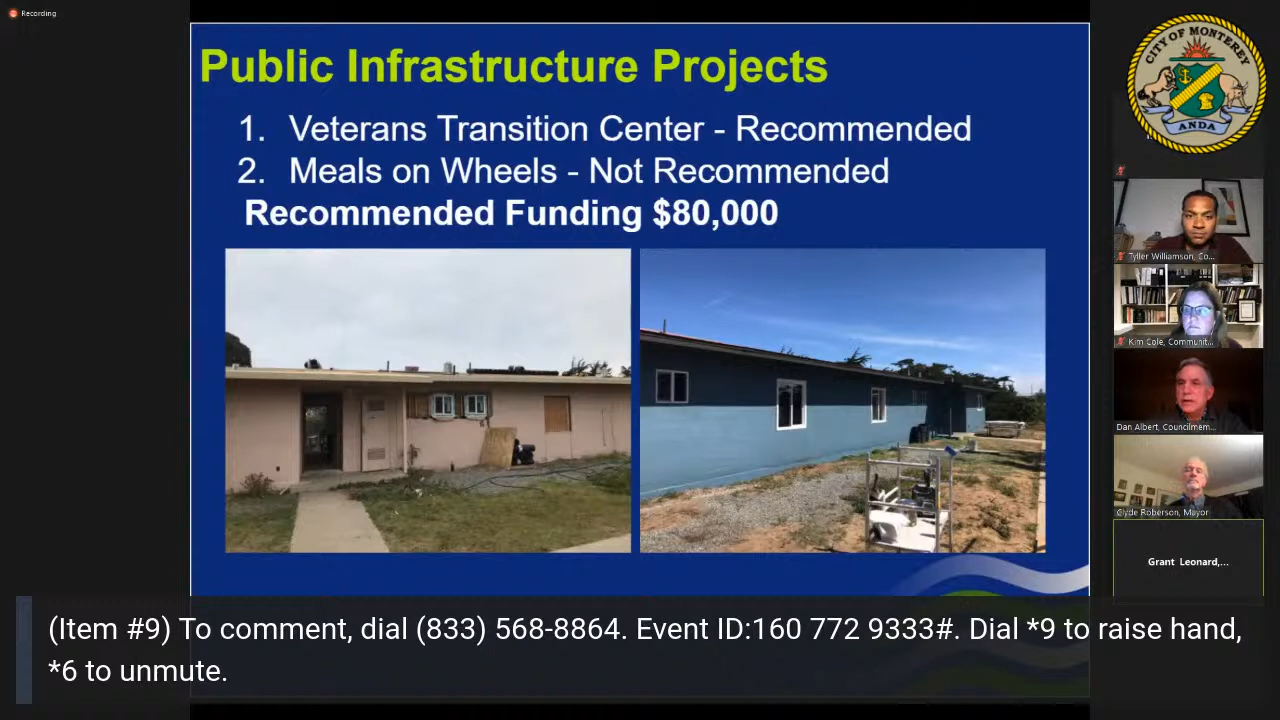 Recording
Public Infrastructure Projects
1. Veterans Transition Center - Recommended
2. Meals on Wheels - Not Recommended
Recommended Funding $80,000
CITY OF MONTEREY
ANDA
Tyller Williamson, Co...
Kim Cole, Communit...
Dan Albert, Councilmem...
Clyde Roberson, Mayor
Grant Leonard,...
(Item #9) To comment, dial (833) 568-8864. Event ID:160 772 9333#. Dial *9 to raise hand,
*6 to unmute.